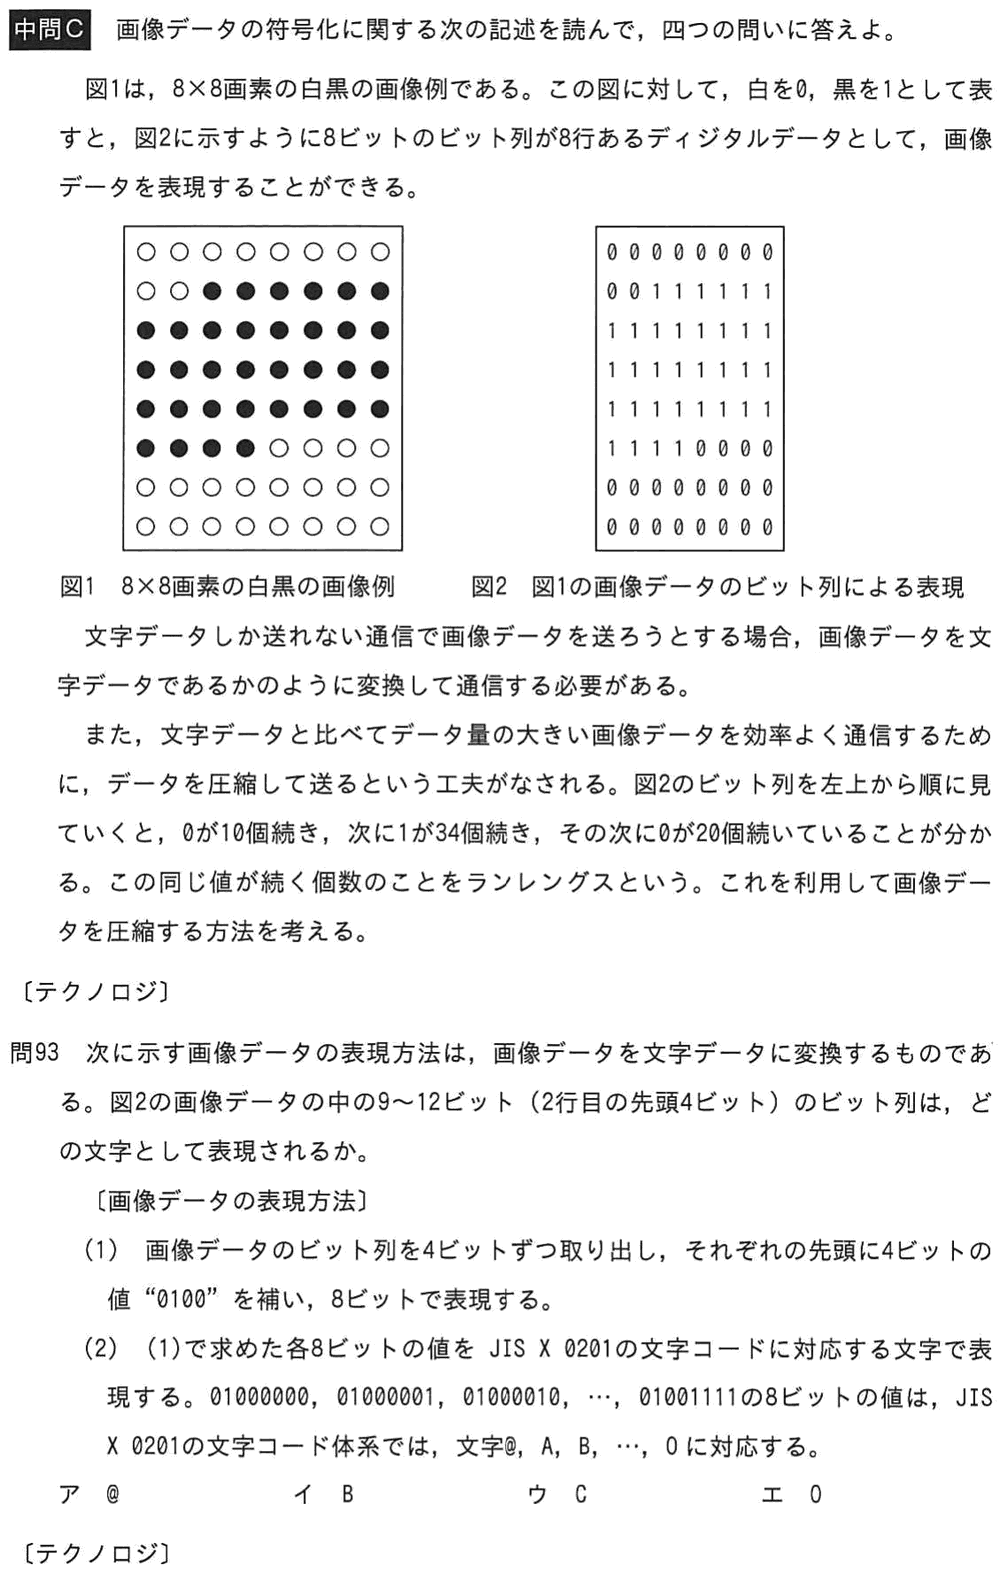 中問C 画像データの符号化に関する次の記述を読んで，四つの問いに答えよ。
図1は，8×8画素の白黒の画像例である。この図に対して，白を0，黒を1として表
すと，図2に示すように8ビットのビット列が8行あるディジタルデータとして，画像
データを表現することができる。
0 0 0 0 0 0 0 0
0 0 1 1 1 1 1 1
1 1 1 1 1 1 1 1
1 1 1 1 1 1 1 1
1 1 1 1 1 1 1 1
1 1 1 1 0 0 0 0
0 0 0 0 0 0 0 0
0 0 0 0 0 0 0 0
図1 8×8画素の白黒の画像例
図2 図1の画像データのビット列による表現
文字データしか送れない通信で画像データを送ろうとする場合，画像データを文
字データであるかのように変換して通信する必要がある。
また，文字データと比べてデータ量の大きい画像データを効率よく通信するため
に，データを圧縮して送るという工夫がなされる。図2のビット列を左上から順に見
ていくと，0が10個続き，次に1が34個続き，その次に0が20個続いていることが分か
る。この同じ値が続く個数のことをランレングスという。これを利用して画像デー
タを圧縮する方法を考える。
〔テクノロジ〕
問93 次に示す画像データの表現方法は，画像データを文字データに変換するものであ
る。図2の画像データの中の9〜12ビット（2行目の先頭4ビット）のビット列は，ど
の文字として表現されるか。
〔画像データの表現方法〕
(1) 画像データのビット列を4ビットずつ取り出し，それぞれの先頭に4ビットの
値“0100”を補い，8ビットで表現する。
(2) (1)で求めた各8ビットの値を JIS X 0201の文字コードに対応する文字で表
現する。01000000，01000001，01000010，…，01001111の8ビットの値は，JIS
X 0201の文字コード体系では，文字@，A，B，…，O に対応する。
ア @ イ B ウ C エ O
〔テクノロジ〕